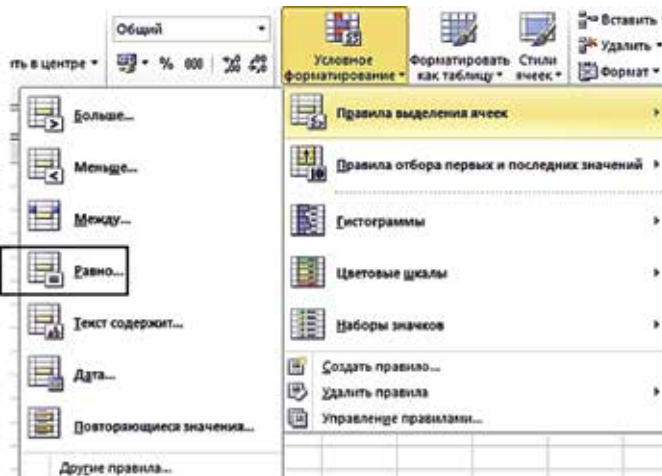 Общий
ть в центре
% 000
Условное форматирование
Форматировать как таблицу
Стили ячеек
Вставить
Удалить
Формат
Правила выделения ячеек
Правила отбора первых и последних значений
Гистограммы
Цветовые шкалы
Наборы значков
Создать правило...
Удалить правила
Управление правилами...
Больше...
Меньше...
Между...
Равно...
Текст содержит...
Дата...
Повторяющиеся значения...
Другие правила...